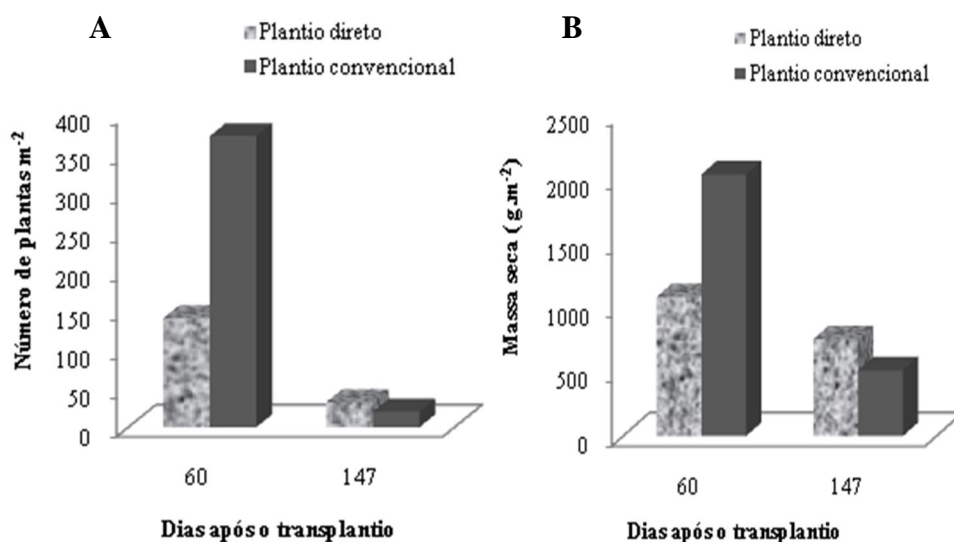 A
Plantio direto
Plantio convencional
Número de plantas m⁻²
400
350
300
250
200
150
100
50
0
60
147
Dias após o transplantio
B
Plantio direto
Plantio convencional
Massa seca ( g.m⁻²)
2500
2000
1500
1000
500
0
60
147
Dias após o transplantio